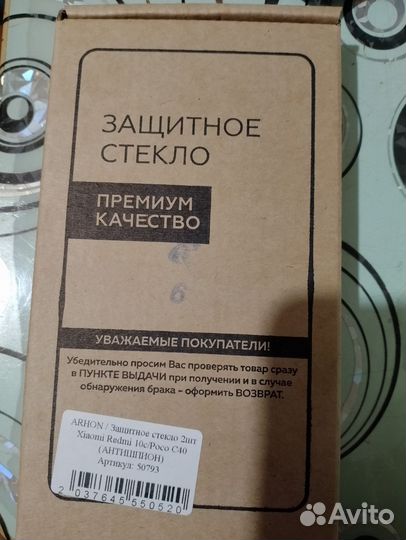 ЗАЩИТНОЕ
СТЕКЛО
ПРЕМИУМ
КАЧЕСТВО
6
УВАЖАЕМЫЕ ПОКУПАТЕЛИ!
Убедительно просим Вас проверять товар сразу
в ПУНКТЕ ВЫДАЧИ при получении и в случае
обнаружения брака – оформить ВОЗВРАТ.
ARHON / Защитное стекло 2шт
Xiaomi Redmi 10c/Poco C40
(АНТИШПИОН)
Артикул: 50793
2037645550520
Avito